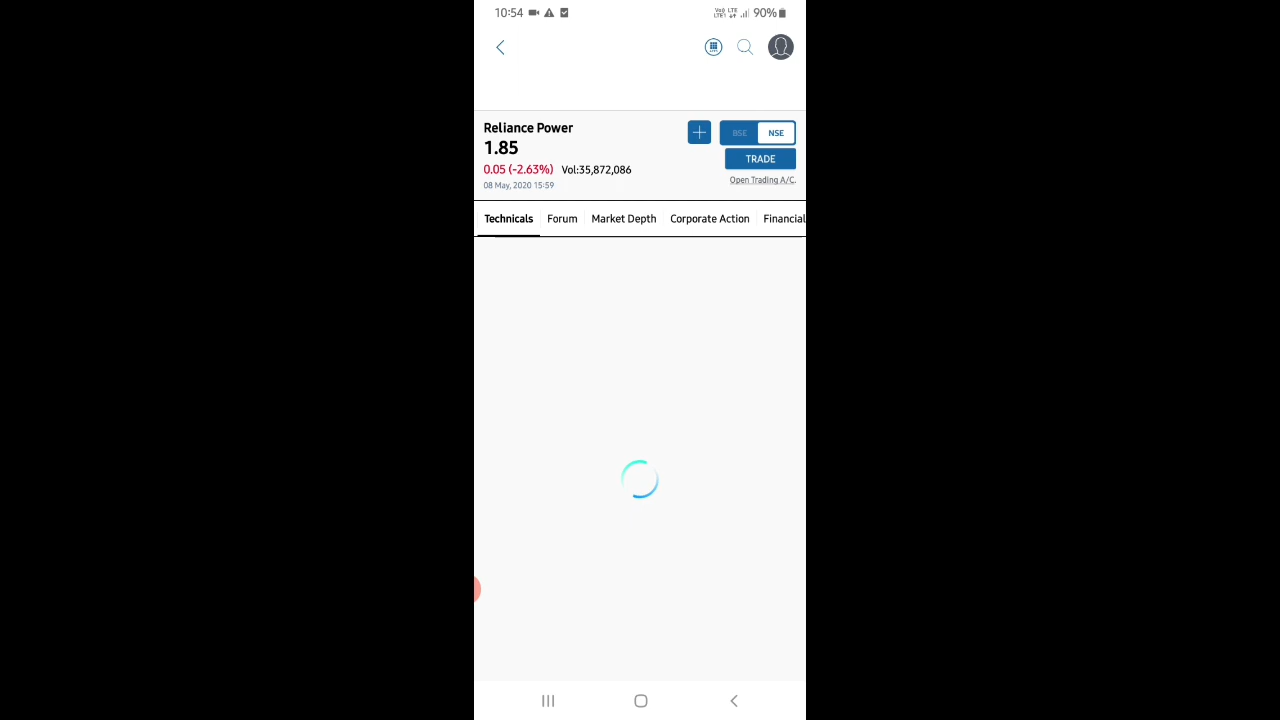 10:54 90%
Reliance Power
BSE NSE
1.85
TRADE
0.05 (-2.63%) Vol:35,872,086
Open Trading A/C.
08 May, 2020 15:59
Technicals Forum Market Depth Corporate Action Financial